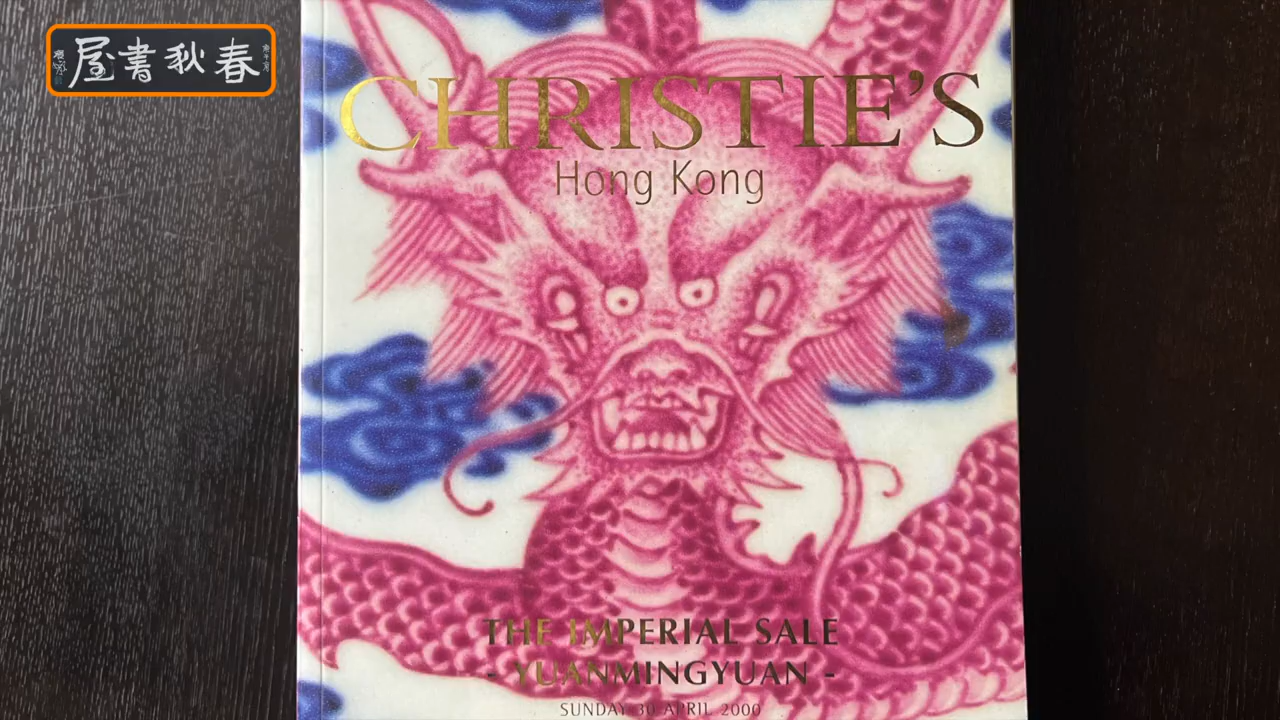 屋書秋春
CHRISTIE'S
Hong Kong
THE IMPERIAL SALE
- YUANMINGYUAN -
SUNDAY 30 APRIL 2000